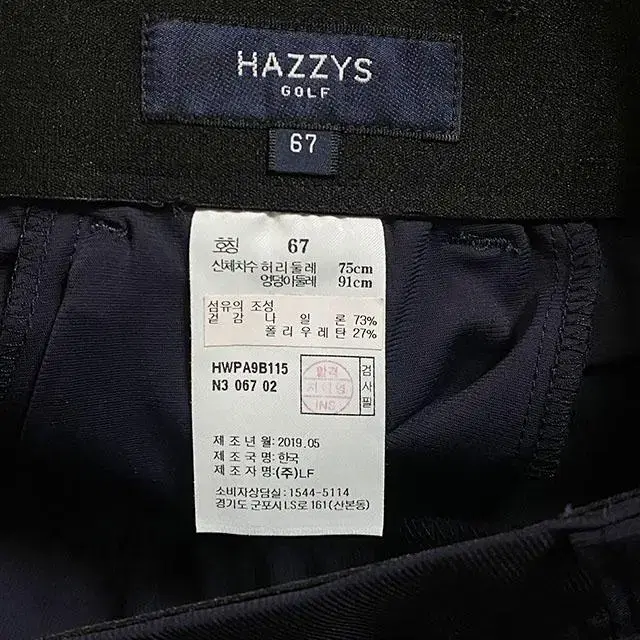 HAZZYS
GOLF
67
호칭 67
신체치수 허리둘레 75cm
엉덩이둘레 91cm
섬유의 조성
겉감 나일론 73%
폴리우레탄 27%
HWPA9B115
N3 067 02
합격
INS
검사필
제조년월: 2019.05
제조국명: 한국
제조자명: (주)LF
소비자상담실: 1544-5114
경기도 군포시 LS로 161(산본동)